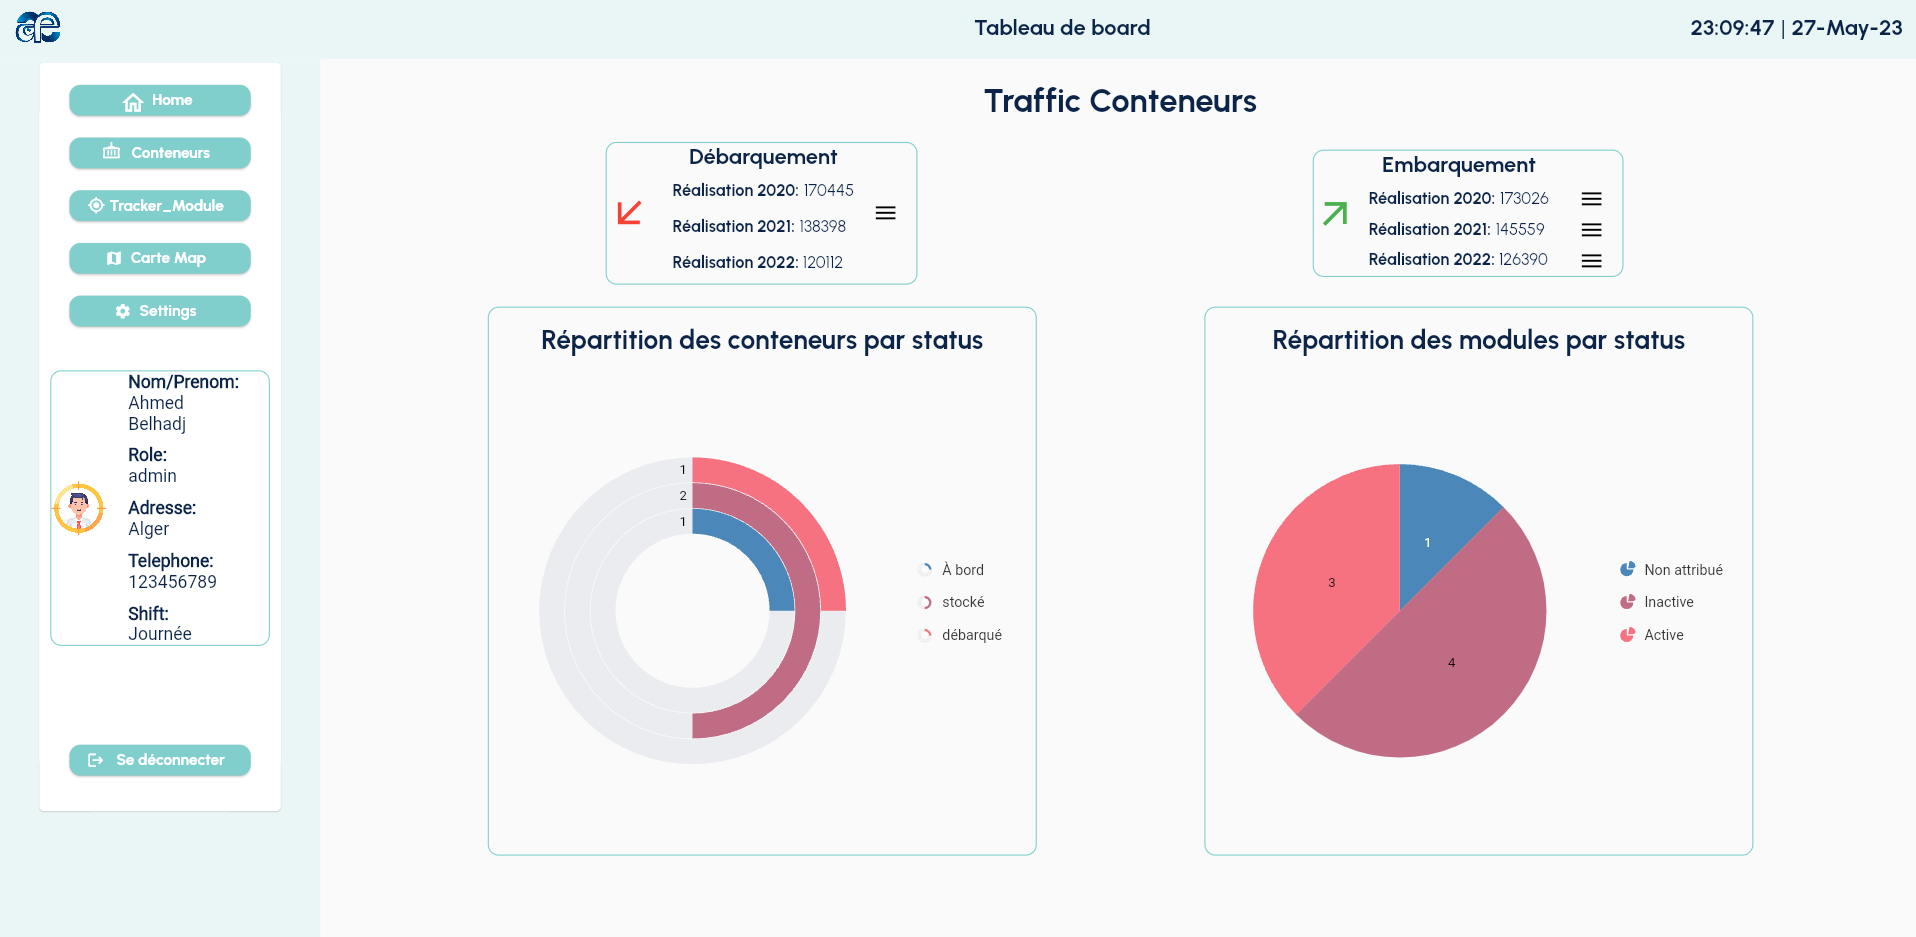 æ
Tableau de board
23:09:47 | 27-May-23
Home
Conteneurs
Tracker_Module
Carte Map
Settings
Nom/Prenom:
Ahmed
Belhadj
Role:
admin
Adresse:
Alger
Telephone:
123456789
Shift:
Journée
Se déconnecter
Traffic Conteneurs
Débarquement
Réalisation 2020: 170445
Réalisation 2021: 138398
Réalisation 2022: 120112
Embarquement
Réalisation 2020: 173026
Réalisation 2021: 145559
Réalisation 2022: 126390
Répartition des conteneurs par status
1
2
1
À bord
stocké
débarqué
Répartition des modules par status
1
3
4
Non attribué
Inactive
Active